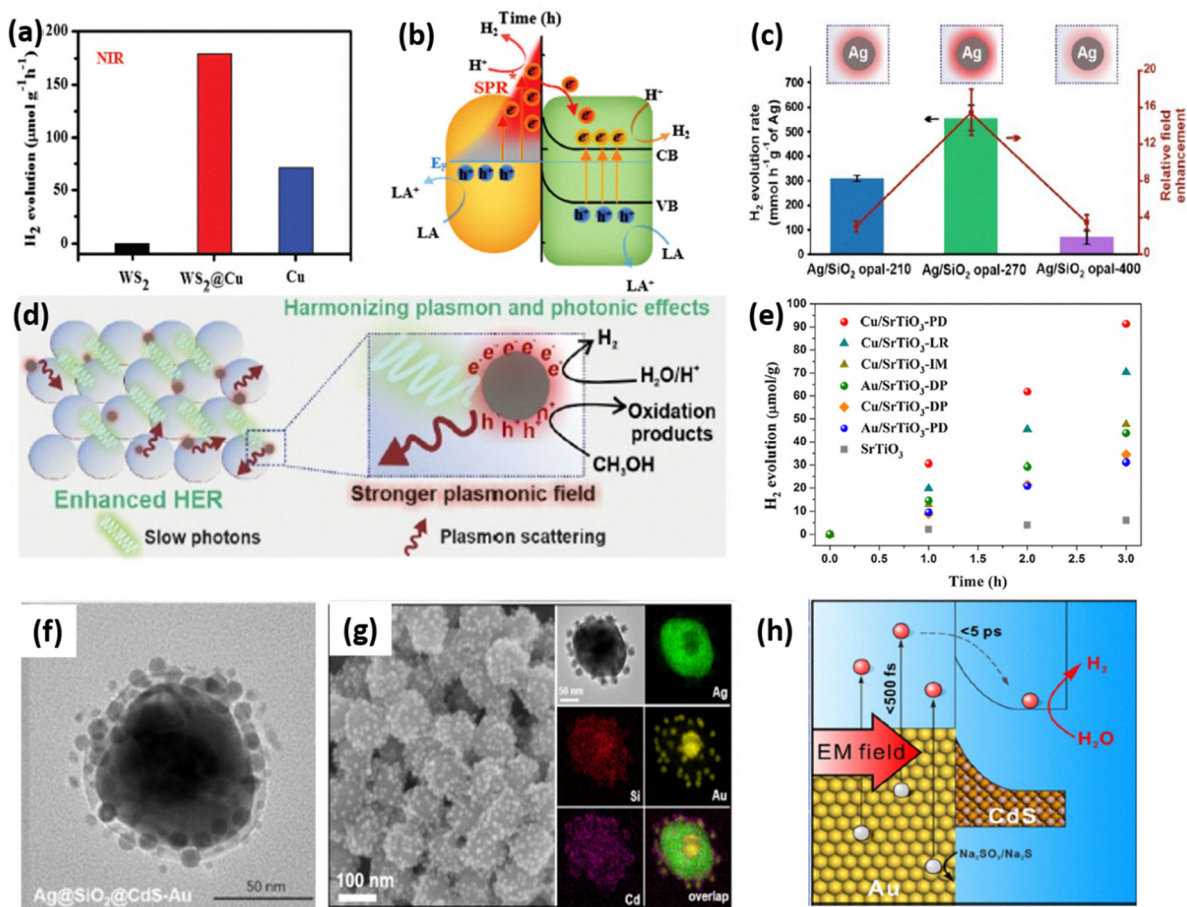 (a)
H2 evolution (μmol g⁻¹h⁻¹)
200
150
100
50
0
NIR
WS2
WS2@Cu
Cu
(b)
Time (h)
H2
H⁺
SPR
*
e⁻
e⁻
e⁻
e⁻
e⁻
e⁻
e⁻
EF
h⁺ h⁺ h⁺
LA⁺
LA
H⁺
H2
e⁻ e⁻ e⁻
CB
VB
h⁺ h⁺ h⁺
LA
LA⁺
(c)
Ag
Ag
Ag
H2 evolution rate
(mmol h⁻¹ g⁻¹ of Ag)
700
600
500
400
300
200
100
0
20
16
12
8
4
0
Relative field
enhancement
Ag/SiO2 opal-210
Ag/SiO2 opal-270
Ag/SiO2 opal-400
(d)
Harmonizing plasmon and photonic effects
e⁻ e⁻ e⁻ e⁻ e⁻
h⁺ h⁺ h⁺ h⁺
H2
H2O/H⁺
Oxidation
products
CH3OH
Enhanced HER
Stronger plasmonic field
Slow photons
Plasmon scattering
(e)
H2 evolution (μmol/g)
100
90
80
70
60
50
40
30
20
10
0
Cu/SrTiO3-PD
Cu/SrTiO3-LR
Cu/SrTiO3-IM
Au/SrTiO3-DP
Cu/SrTiO3-DP
Au/SrTiO3-PD
SrTiO3
0.0 0.5 1.0 1.5 2.0 2.5 3.0
Time (h)
(f)
Ag@SiO2@CdS-Au
50 nm
(g)
100 nm
50 nm
Ag
Si
Au
Cd
overlap
(h)
<5 ps
<500 fs
H2
H2O
EM field
CdS
Na2SO3/Na2S
Au